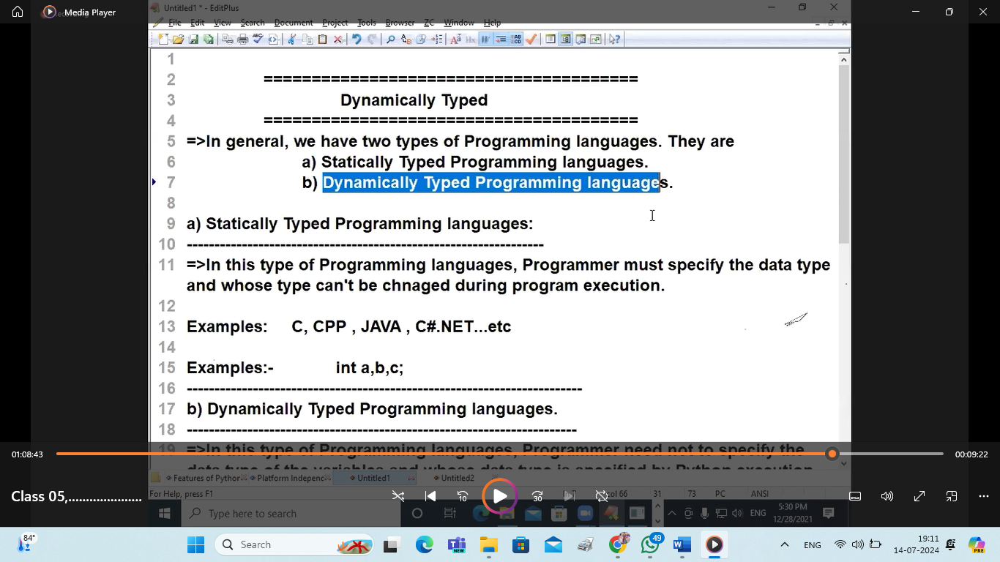 Media Player
Untitled1 * - EditPlus
File Edit View Search Document Project Tools Browser ZC Window Help
1
2 =======================================
3 Dynamically Typed
4 =======================================
5 =>In general, we have two types of Programming languages. They are
6 a) Statically Typed Programming languages.
7 b) Dynamically Typed Programming languages.
8
9 a) Statically Typed Programming languages:
10 -----------------------------------------------------------------
11 =>In this type of Programming languages, Programmer must specify the data type
and whose type can't be chnaged during program execution.
12
13 Examples: C, CPP , JAVA , C#.NET...etc
14
15 Examples:- int a,b,c;
16 ------------------------------------------------------------------------
17 b) Dynamically Typed Programming languages.
18 -----------------------------------------------------------------------
19 =>In this type of Programming languages, Programmer need not to specify the
data type of the variables and whose data type is specified by Python execution
01:08:43 00:09:22
Features of Python Platform Independenc Untitled1 Untitled2
Class 05,....................
10 30
For Help, press F1 col 66 31 73 PC ANSI
Type here to search ENG 5:30 PM
12/28/2021
84°
Search NEW 49 ENG 19:11
14-07-2024 PRE